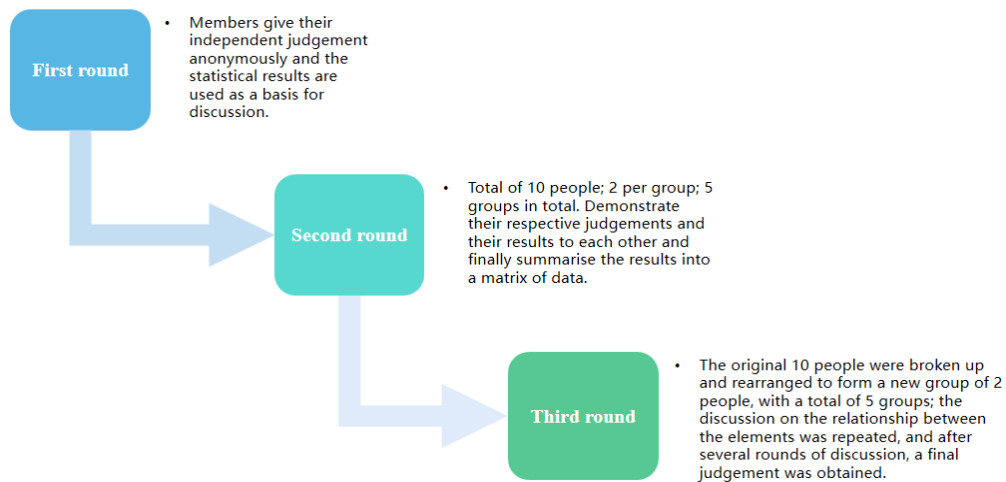 First round
• Members give their
independent judgement
anonymously and the
statistical results are
used as a basis for
discussion.
Second round
• Total of 10 people; 2 per group; 5
groups in total. Demonstrate
their respective judgements and
their results to each other and
finally summarise the results into
a matrix of data.
Third round
• The original 10 people were broken up
and rearranged to form a new group of 2
people, with a total of 5 groups; the
discussion on the relationship between
the elements was repeated, and after
several rounds of discussion, a final
judgement was obtained.